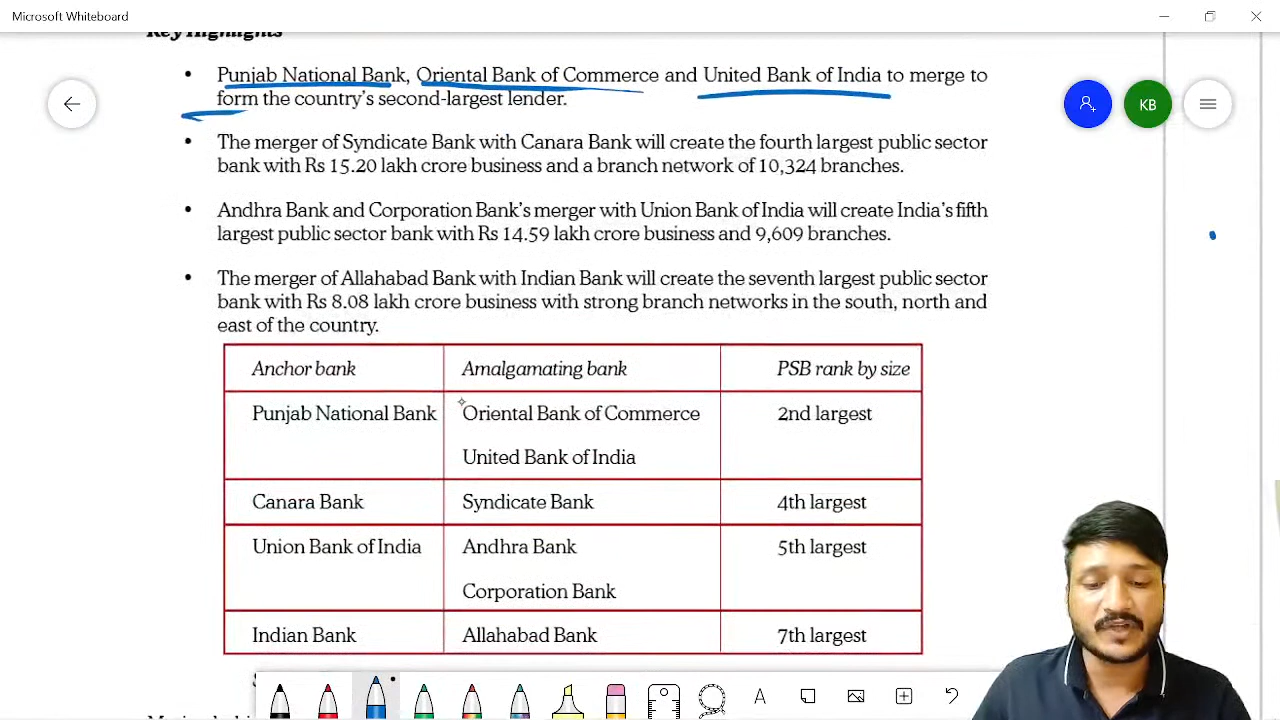 Microsoft Whiteboard
Key Highlights
• Punjab National Bank, Oriental Bank of Commerce and United Bank of India to merge to
form the country's second-largest lender.
KB
• The merger of Syndicate Bank with Canara Bank will create the fourth largest public sector
bank with Rs 15.20 lakh crore business and a branch network of 10,324 branches.
• Andhra Bank and Corporation Bank's merger with Union Bank of India will create India's fifth
largest public sector bank with Rs 14.59 lakh crore business and 9,609 branches.
• The merger of Allahabad Bank with Indian Bank will create the seventh largest public sector
bank with Rs 8.08 lakh crore business with strong branch networks in the south, north and
east of the country.
Anchor bank Amalgamating bank PSB rank by size
Punjab National Bank Oriental Bank of Commerce 2nd largest
United Bank of India
Canara Bank Syndicate Bank 4th largest
Union Bank of India Andhra Bank 5th largest
Corporation Bank
Indian Bank Allahabad Bank 7th largest
A